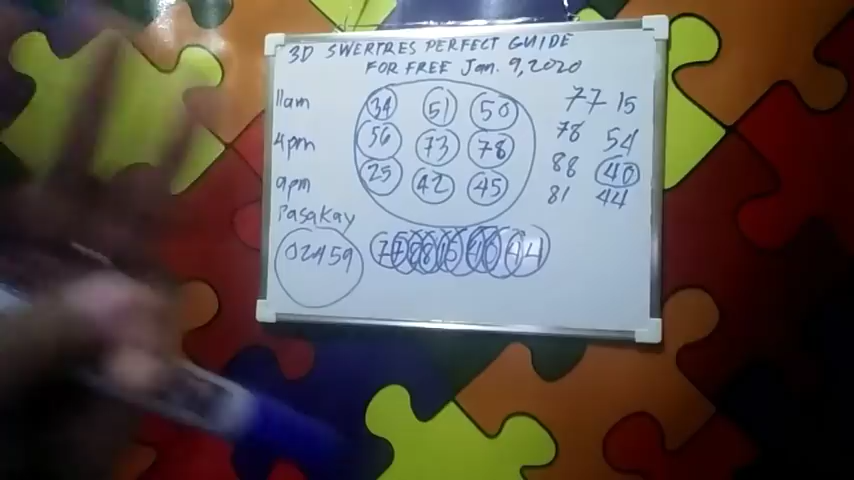 3D SWERTRES PERFECT GUIDE
FOR FREE Jan. 9, 2020
11am 34 51 50 77 15
4pm 56 73 78 78 54
9pm 25 42 45 88 40
81 44
Pasakay
02459